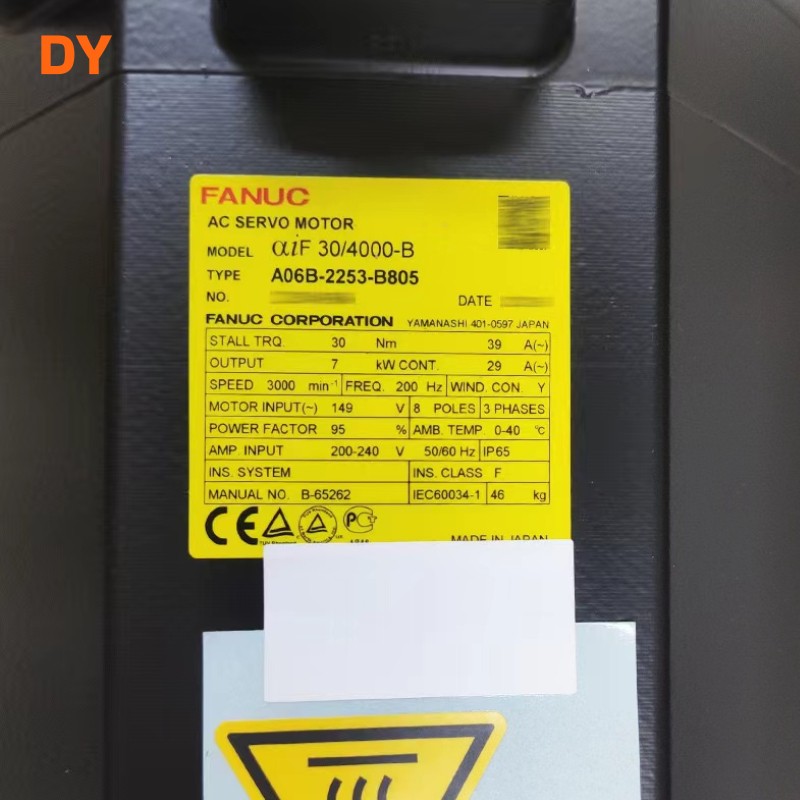 DY
FANUC
AC SERVO MOTOR
MODEL αiF 30/4000-B
TYPE A06B-2253-B805
NO. DATE
FANUC CORPORATION YAMANASHI 401-0597 JAPAN
STALL TRQ. 30 Nm 39 A(~)
OUTPUT 7 kW CONT. 29 A(~)
SPEED 3000 min-1 FREQ. 200 Hz WIND. CON. Y
MOTOR INPUT(~) 149 V 8 POLES 3 PHASES
POWER FACTOR 95 % AMB. TEMP. 0-40 °C
AMP. INPUT 200-240 V 50/60 Hz IP65
INS. SYSTEM INS. CLASS F
MANUAL NO. B-65262 IEC60034-1 46 kg
CE
MADE IN JAPAN